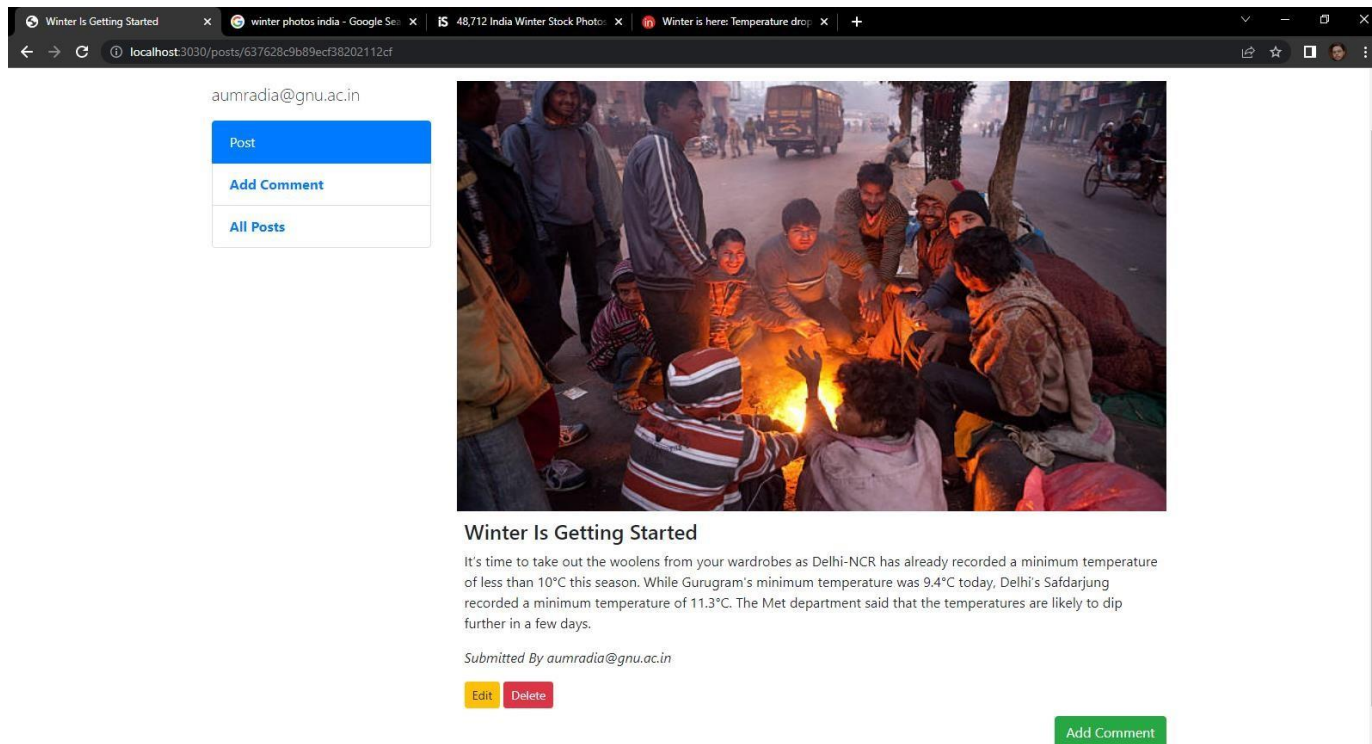 Winter Is Getting Started
winter photos india - Google Sea
iS 48,712 India Winter Stock Photos
in Winter is here: Temperature drop
localhost:3030/posts/637628c9b89ecf38202112cf
aumradia@gnu.ac.in
Post
Add Comment
All Posts
Winter Is Getting Started
It's time to take out the woolens from your wardrobes as Delhi-NCR has already recorded a minimum temperature
of less than 10°C this season. While Gurugram's minimum temperature was 9.4°C today, Delhi's Safdarjung
recorded a minimum temperature of 11.3°C. The Met department said that the temperatures are likely to dip
further in a few days.
Submitted By aumradia@gnu.ac.in
Edit Delete
Add Comment